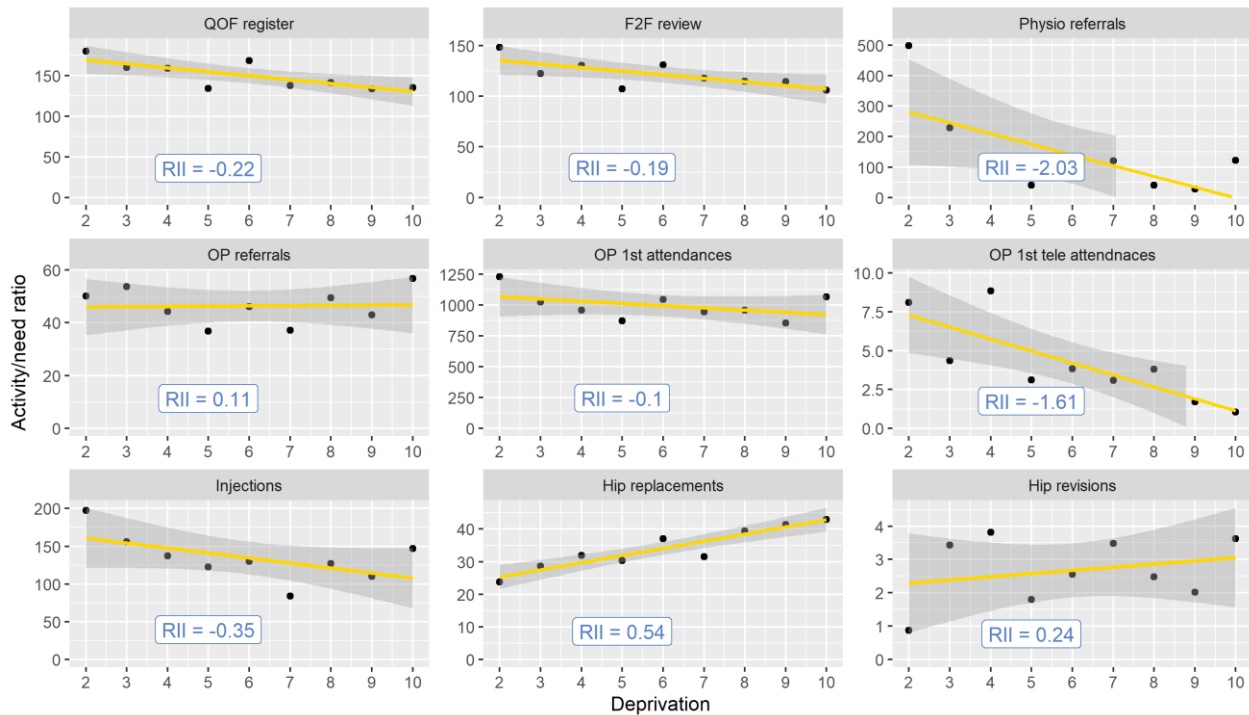 QOF register
F2F review
Physio referrals
150
100
50
0
150
100
50
0
500
400
300
200
100
0
RII = -0.22
RII = -0.19
RII = -2.03
2 3 4 5 6 7 8 9 10
2 3 4 5 6 7 8 9 10
2 3 4 5 6 7 8 9 10
OP referrals
OP 1st attendances
OP 1st tele attendnaces
60
40
20
0
1250
1000
750
500
250
0
10.0
7.5
5.0
2.5
0.0
RII = 0.11
RII = -0.1
RII = -1.61
2 3 4 5 6 7 8 9 10
2 3 4 5 6 7 8 9 10
2 3 4 5 6 7 8 9 10
Activity/need ratio
Injections
Hip replacements
Hip revisions
200
150
100
50
0
40
30
20
10
0
4
3
2
1
0
RII = -0.35
RII = 0.54
RII = 0.24
2 3 4 5 6 7 8 9 10
2 3 4 5 6 7 8 9 10
2 3 4 5 6 7 8 9 10
Deprivation